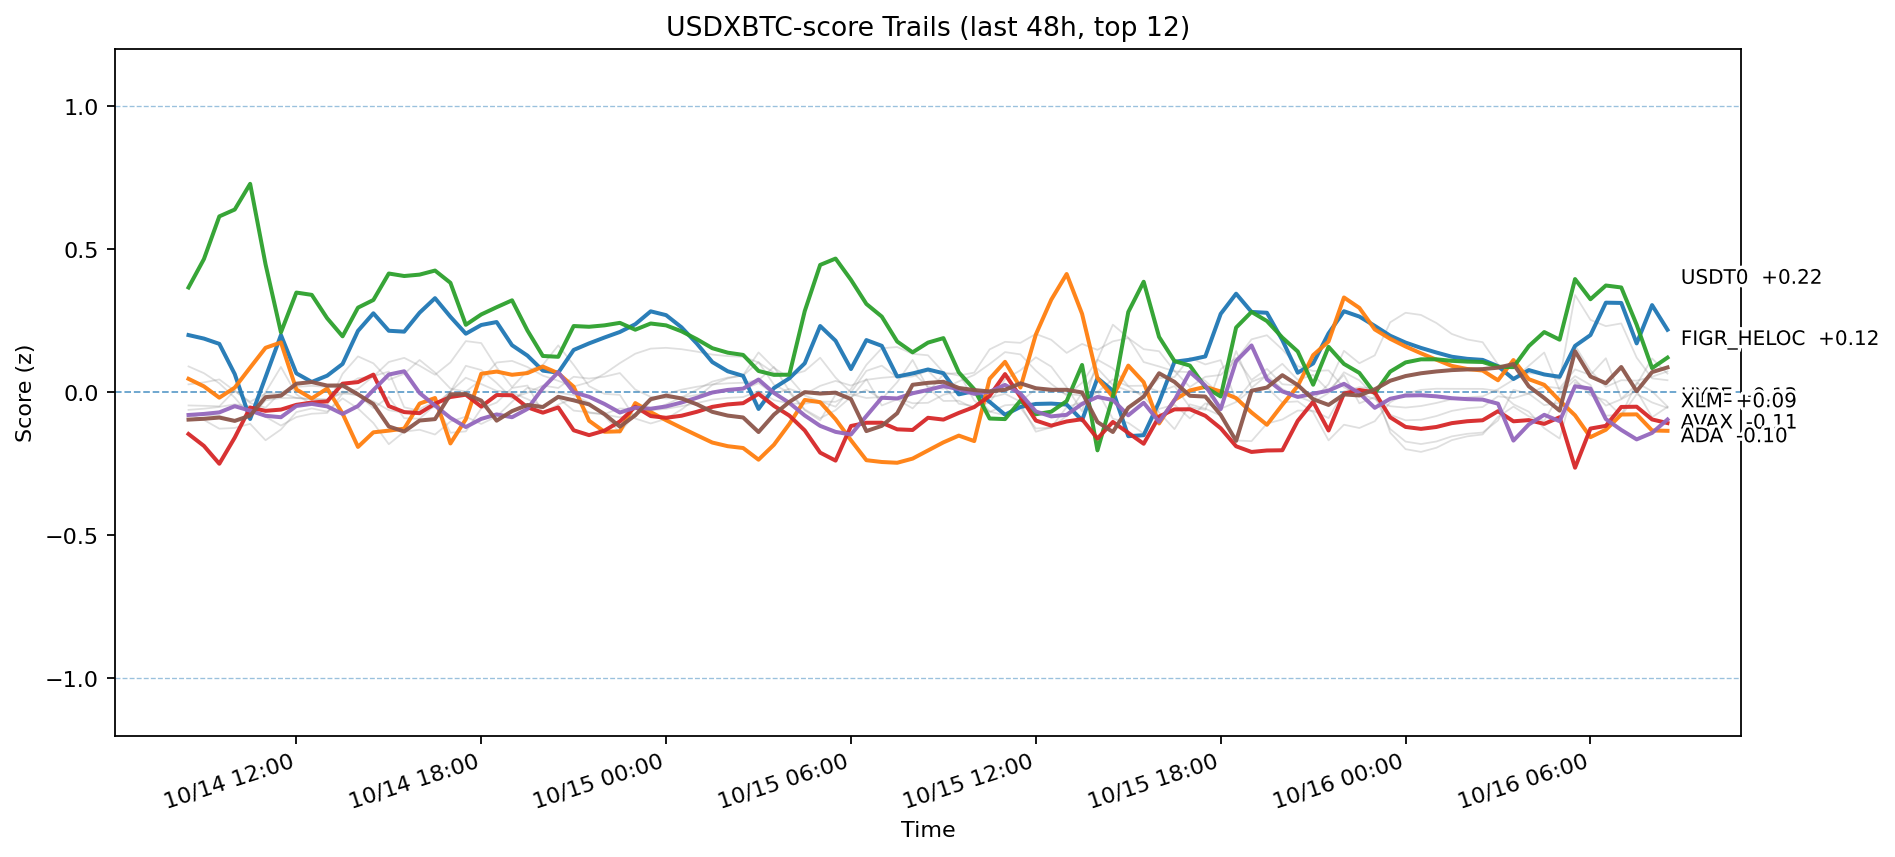 USDXBTC-score Trails (last 48h, top 12)
Score (z)
1.0
0.5
0.0
−0.5
−1.0
USDT0 +0.22
FIGR_HELOC +0.12
XLM +0.09
AVAX -0.11
ADA -0.10
10/14 12:00
10/14 18:00
10/15 00:00
10/15 06:00
10/15 12:00
10/15 18:00
10/16 00:00
10/16 06:00
Time